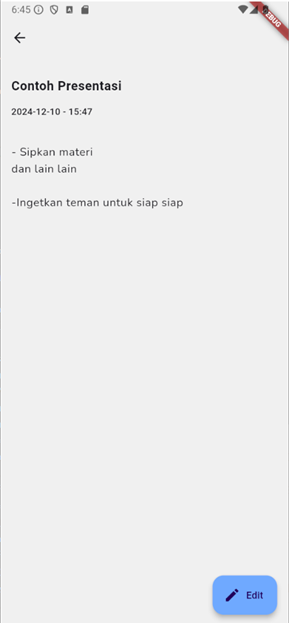 6:45
DEBUG
Contoh Presentasi
2024-12-10 - 15:47
- Sipkan materi
dan lain lain
-Ingetkan teman untuk siap siap
Edit